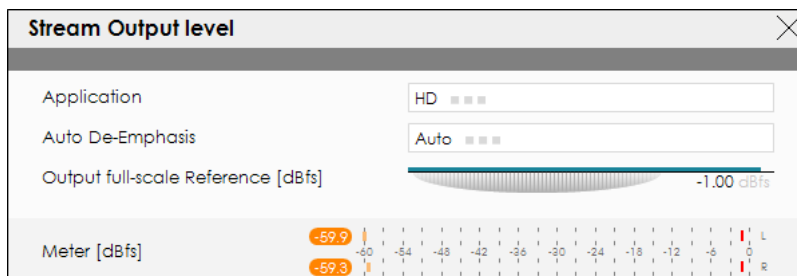 Stream Output level
Application HD
Auto De-Emphasis Auto
Output full-scale Reference [dBfs] -1.00 dBfs
-59.9 L
Meter [dBfs] -60 -54 -48 -42 -36 -30 -24 -18 -12 -6 0
-59.3 R